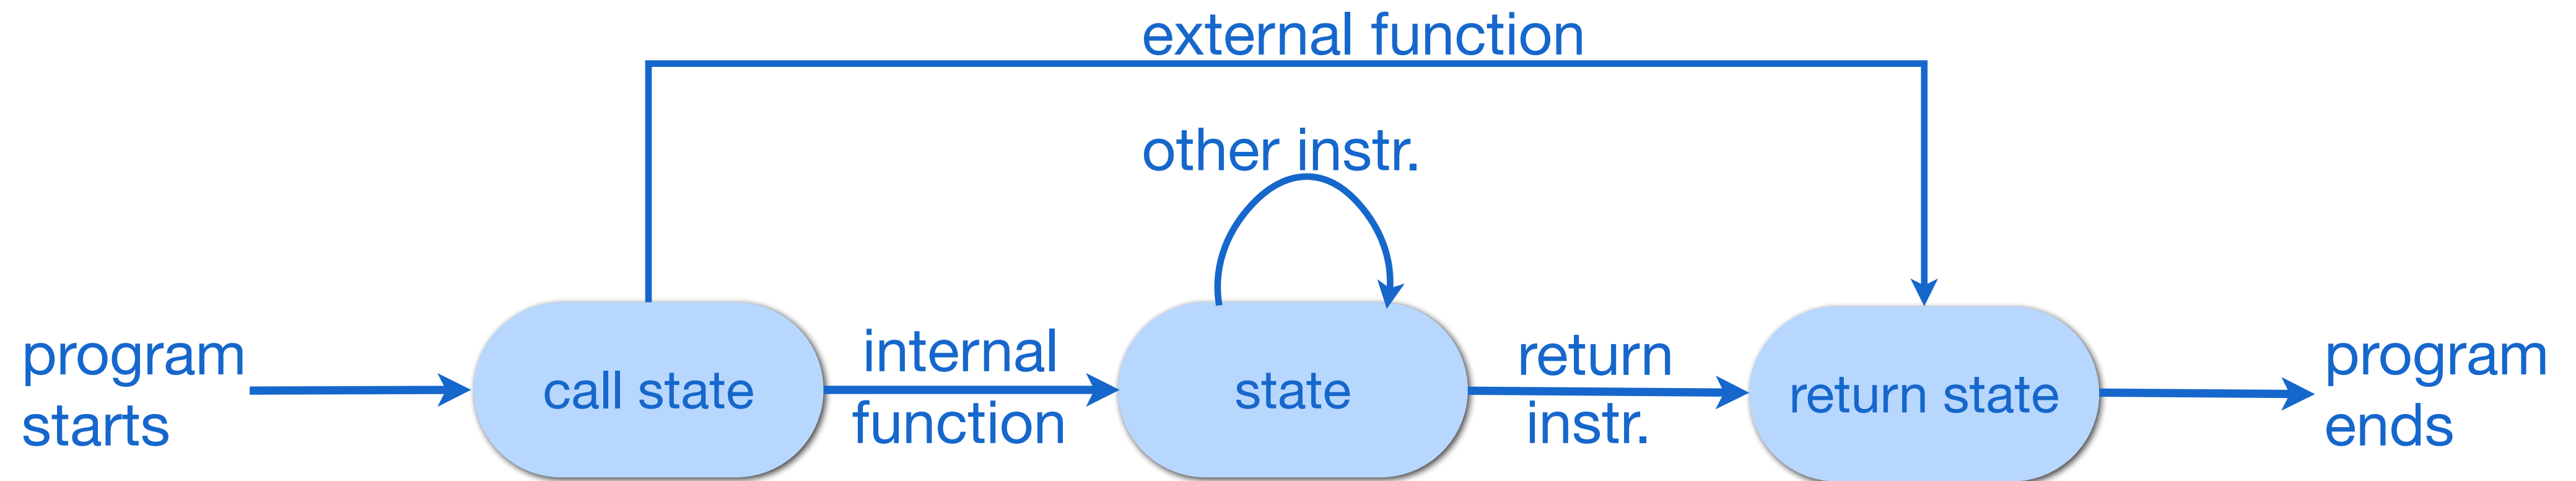 external function
other instr.
program
starts
call state
internal
function
state
return
instr.
return state
program
ends